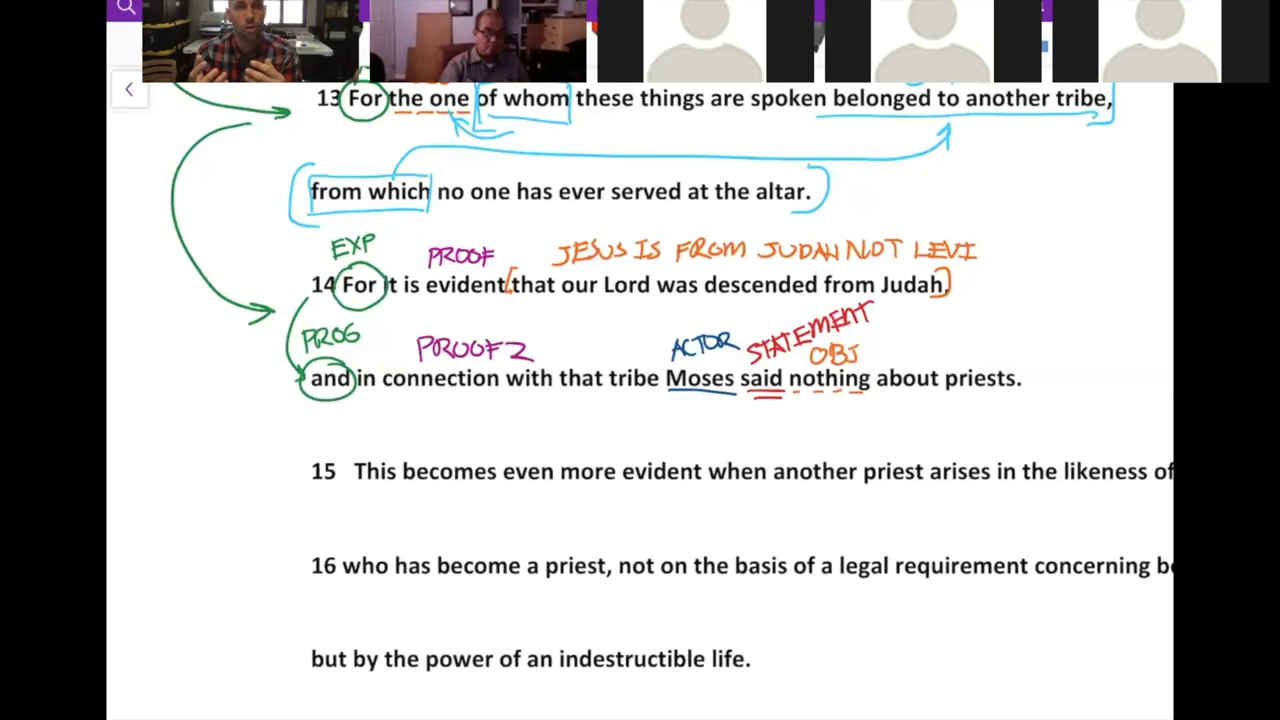 13 For the one of whom these things are spoken belonged to another tribe,
from which no one has ever served at the altar.
EXP PROOF JESUS IS FROM JUDAH NOT LEVI
14 For it is evident that our Lord was descended from Judah,
PROG PROOF 2 ACTOR STATEMENT OBJ
and in connection with that tribe Moses said nothing about priests.
15 This becomes even more evident when another priest arises in the likeness of
16 who has become a priest, not on the basis of a legal requirement concerning
but by the power of an indestructible life.